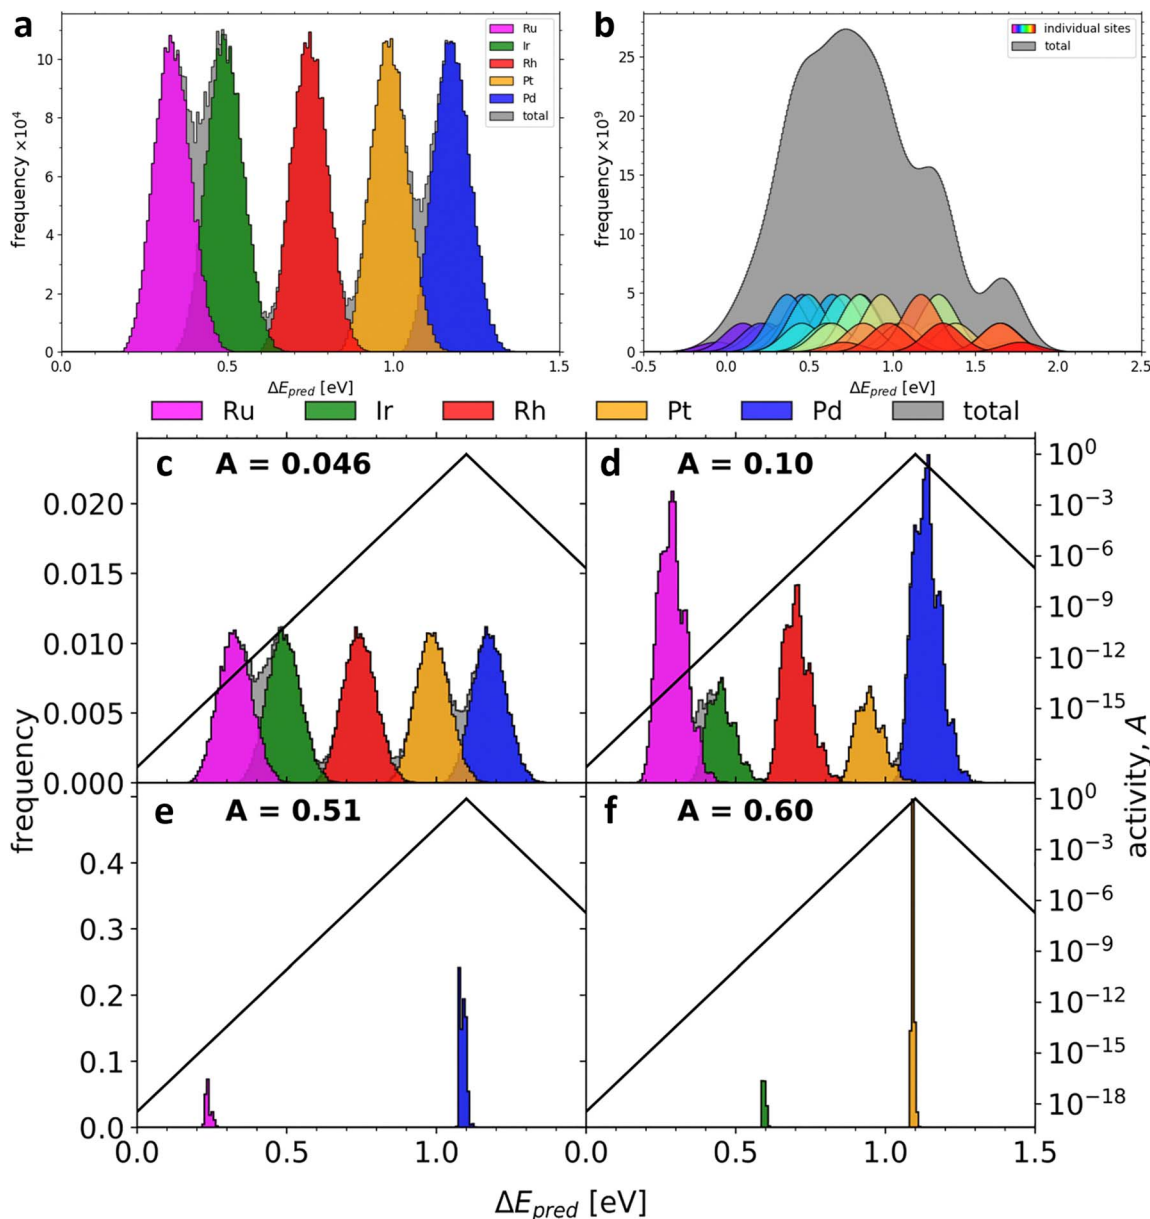 a
Ru
Ir
Rh
Pt
Pd
total
frequency ×10⁴
10
8
6
4
2
0
0.0
0.5
1.0
1.5
ΔE_pred [eV]
b
individual sites
total
frequency ×10⁹
25
20
15
10
5
0
-0.5
0.0
0.5
1.0
1.5
2.0
2.5
ΔE_pred [eV]
Ru Ir Rh Pt Pd total
c A = 0.046
d A = 0.10
0.020
0.015
0.010
0.005
0.000
10⁰
10⁻³
10⁻⁶
10⁻⁹
10⁻¹²
10⁻¹⁵
frequency
activity, A
e A = 0.51
f A = 0.60
0.4
0.3
0.2
0.1
0.0
10⁰
10⁻³
10⁻⁶
10⁻⁹
10⁻¹²
10⁻¹⁵
10⁻¹⁸
0.0 0.5 1.0 0.0 0.5 1.0 1.5
ΔE_pred [eV]